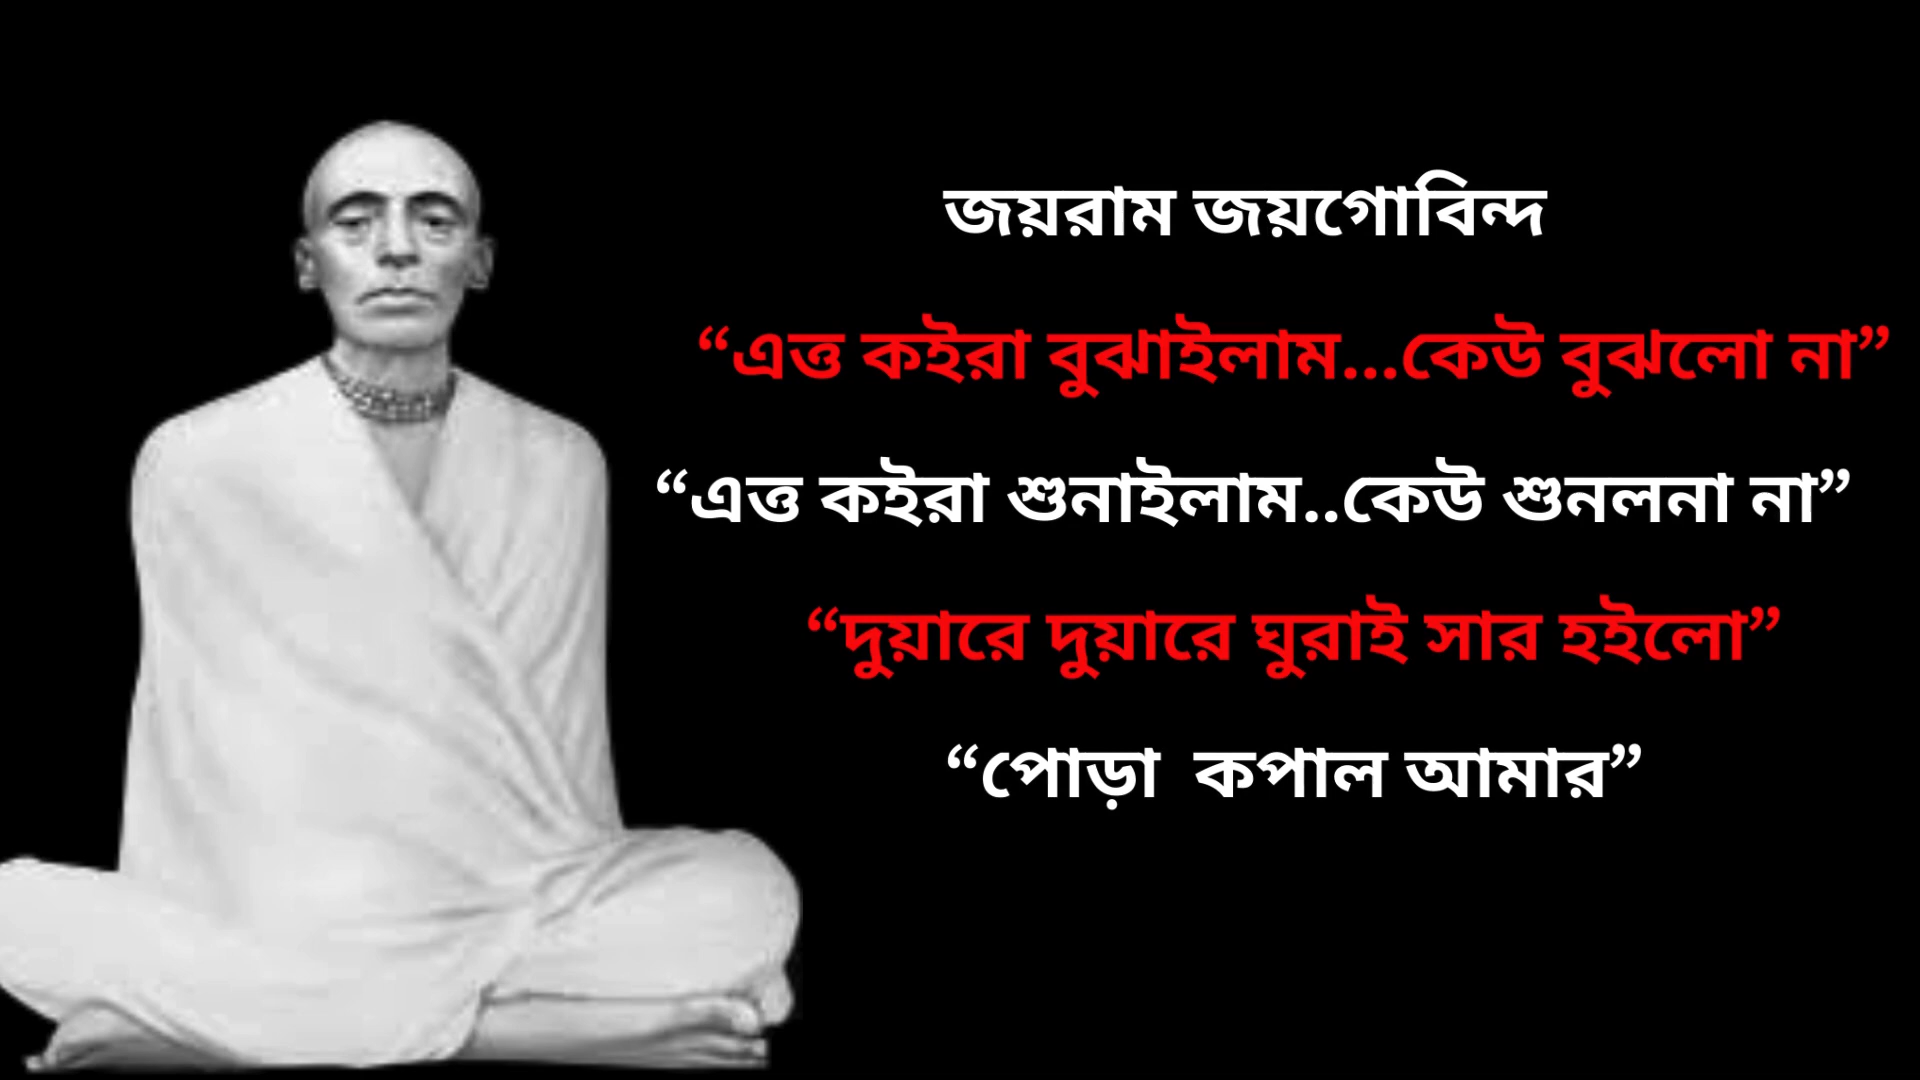 জয়রাম জয়গোবিন্দ
“এত্ত কইরা বুঝাইলাম...কেউ বুঝলো না”
“এত্ত কইরা শুনাইলাম..কেউ শুনলনা না”
“দুয়ারে দুয়ারে ঘুরাই সার হইলো”
“পোড়া কপাল আমার”